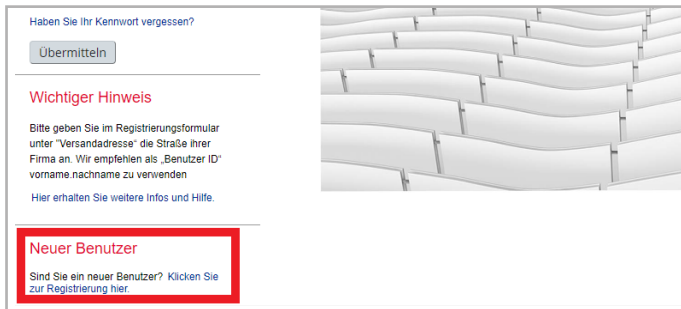 Haben Sie Ihr Kennwort vergessen?
Übermitteln
Wichtiger Hinweis
Bitte geben Sie im Registrierungsformular
unter "Versandadresse“ die Straße ihrer
Firma an. Wir empfehlen als „Benutzer ID“
vorname.nachname zu verwenden
Hier erhalten Sie weitere Infos und Hilfe.
Neuer Benutzer
Sind Sie ein neuer Benutzer? Klicken Sie
zur Registrierung hier.